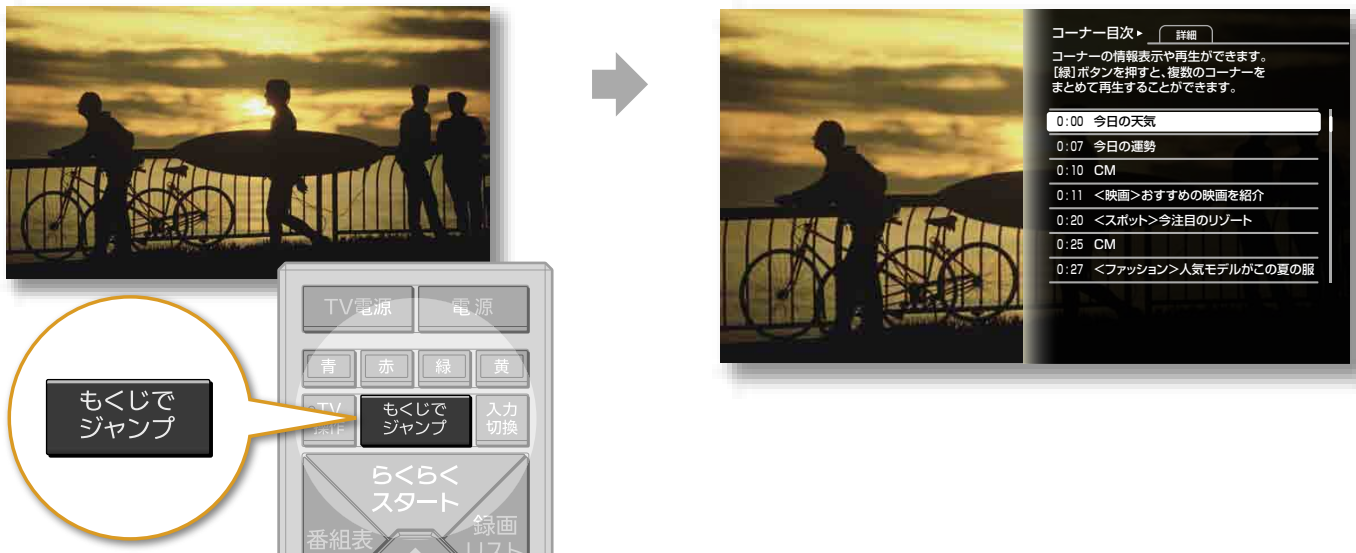 コーナー目次▸ 詳細
コーナーの情報表示や再生ができます。
[緑]ボタンを押すと、複数のコーナーを
まとめて再生することができます。
0:00 今日の天気
0:07 今日の運勢
0:10 CM
0:11 <映画>おすすめの映画を紹介
0:20 <スポット>今注目のリゾート
0:25 CM
0:27 <ファッション>人気モデルがこの夏の服
もくじで
ジャンプ
TV電源 電源
青 赤 緑 黄
TV
操作
もくじで
ジャンプ
入力
切換
らくらく
スタート
番組表
録画
リスト